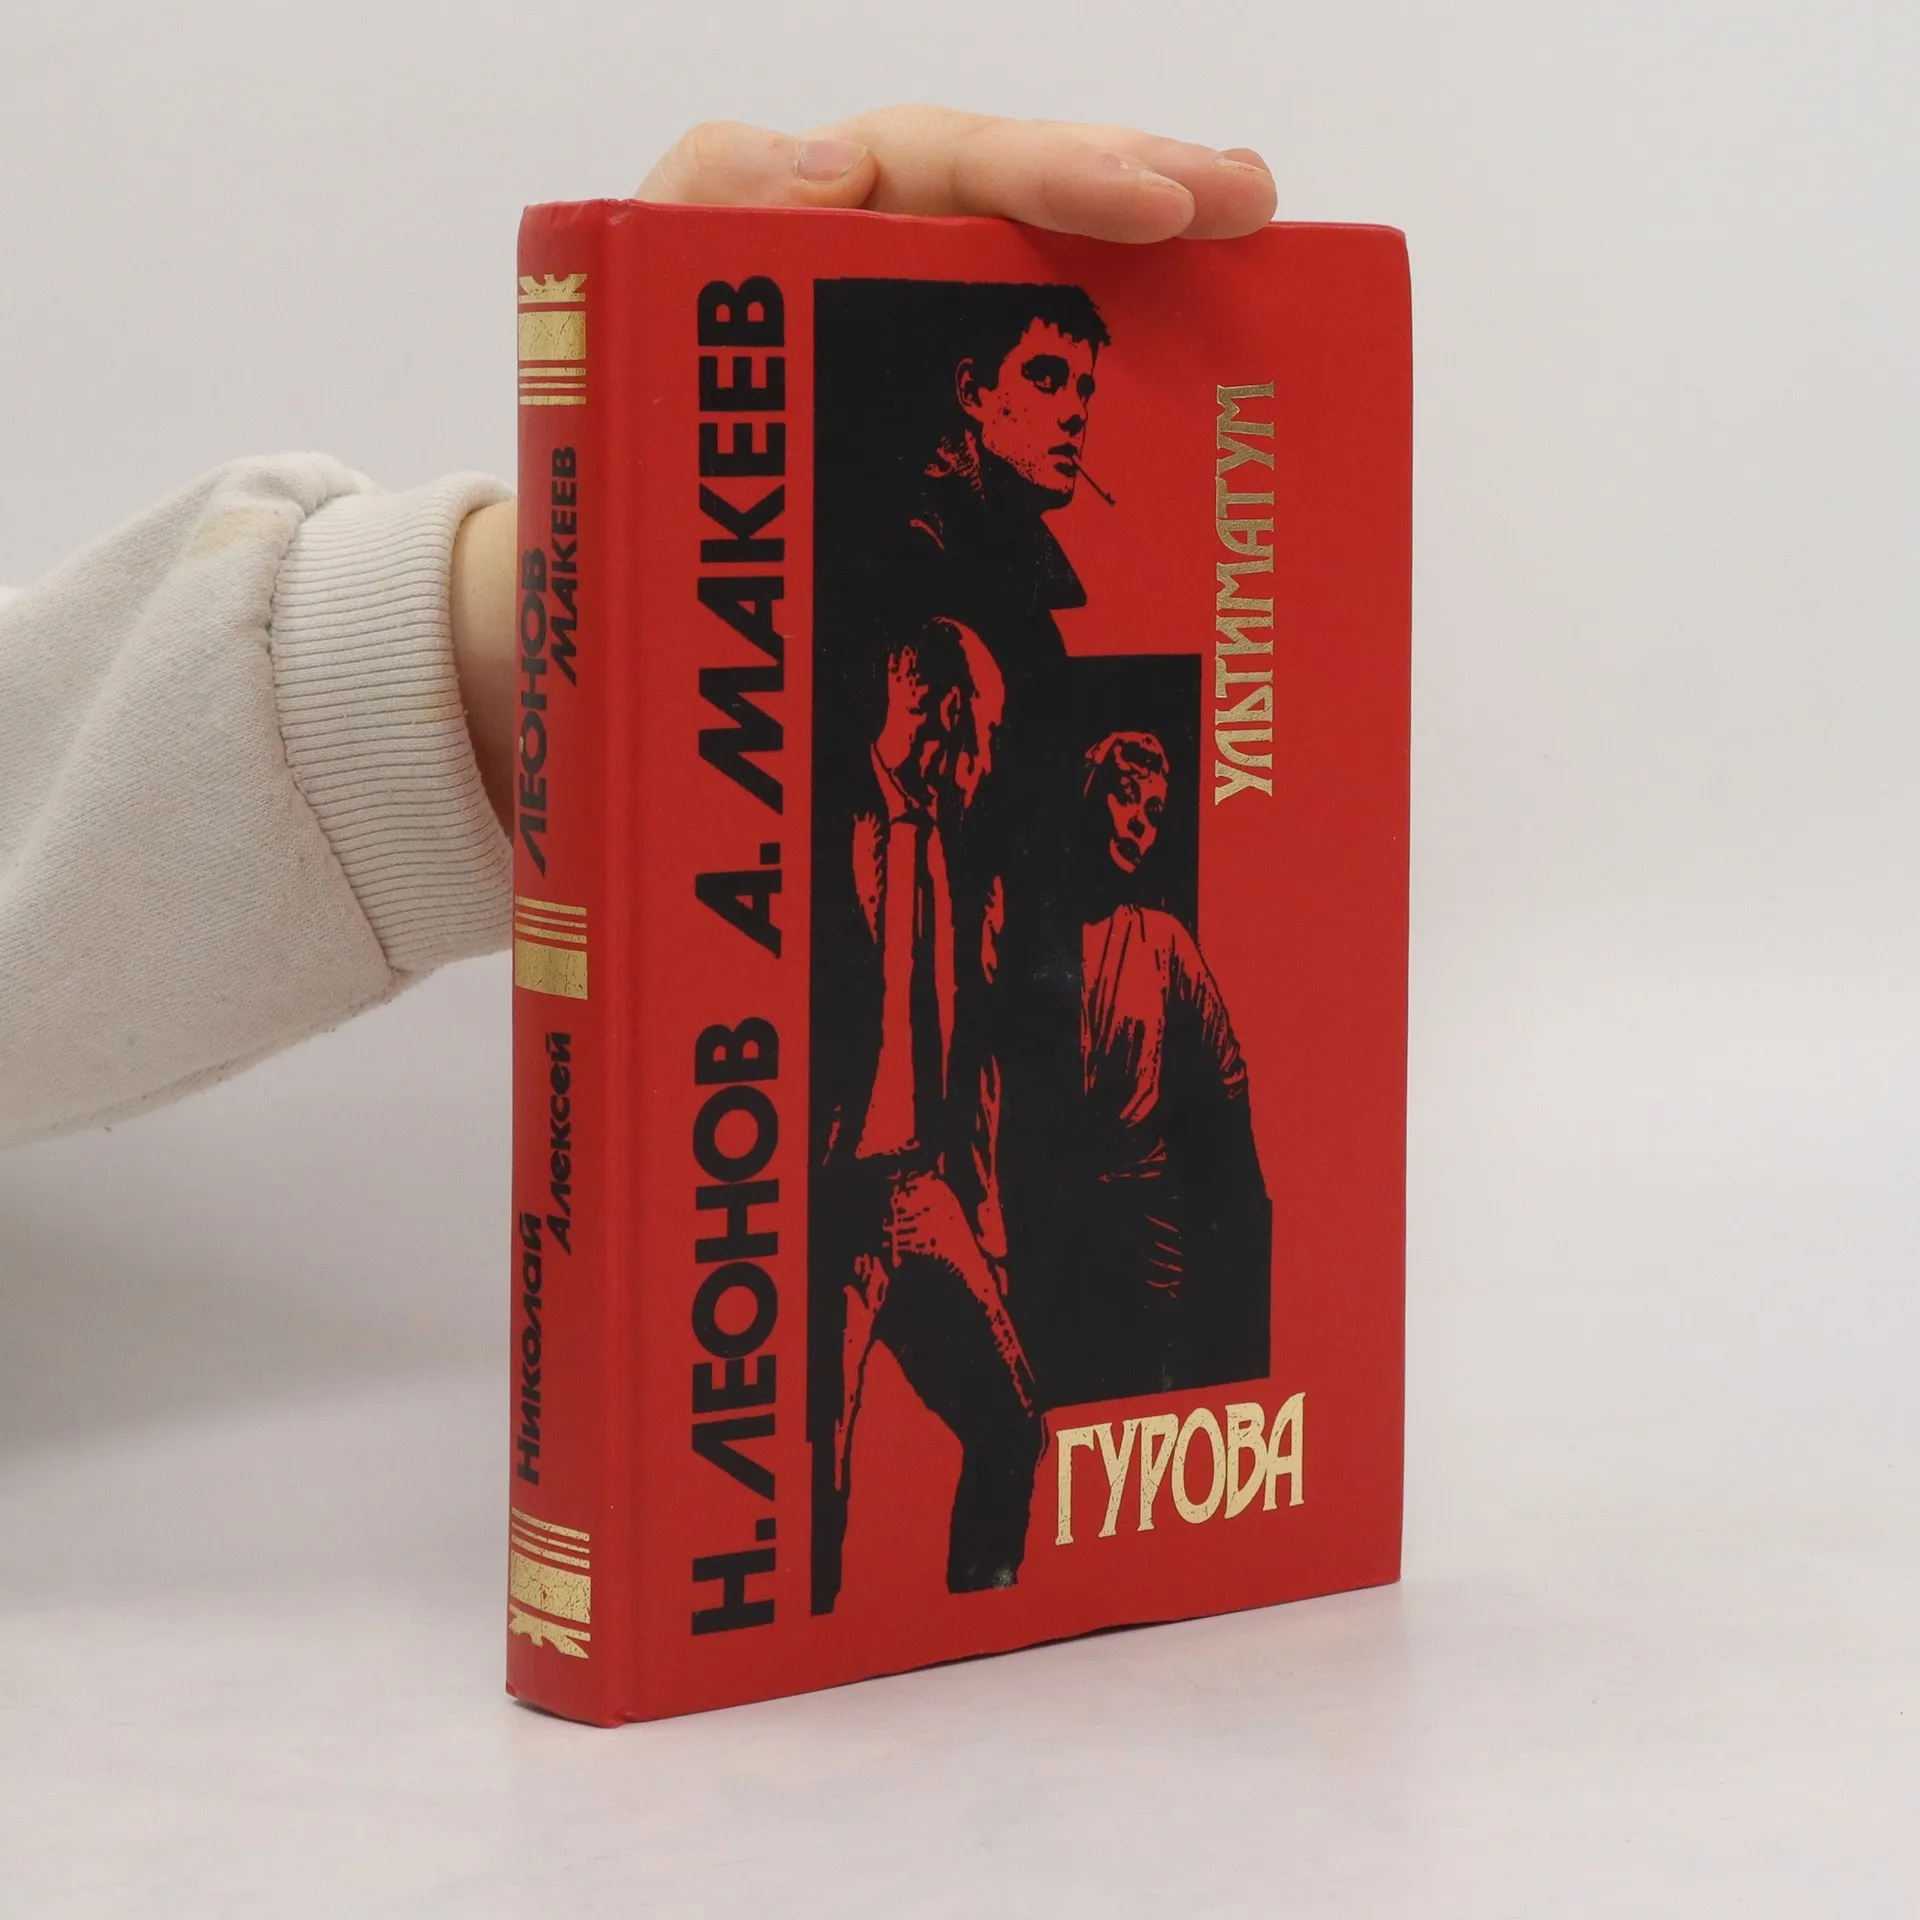 Николай ЛЕОНОВ
Алексей МАКЕЕВ
Н. ЛЕОНОВ А. МАКЕЕВ
УЛЬТИМАТУМ
ГУРОВА